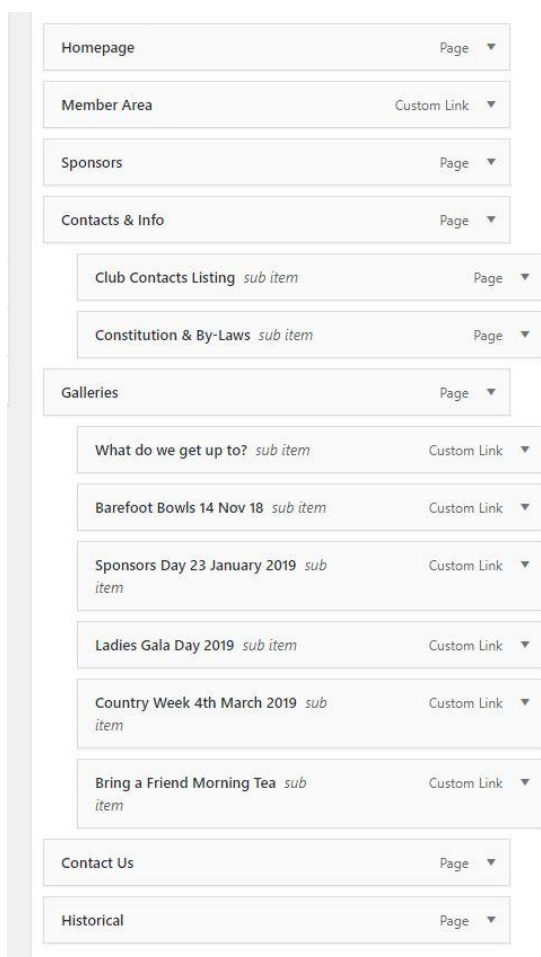 Homepage Page
Member Area Custom Link
Sponsors Page
Contacts & Info Page
Club Contacts Listing sub item Page
Constitution & By-Laws sub item Page
Galleries Page
What do we get up to? sub item Custom Link
Barefoot Bowls 14 Nov 18 sub item Custom Link
Sponsors Day 23 January 2019 sub Custom Link
item
Ladies Gala Day 2019 sub item Custom Link
Country Week 4th March 2019 sub Custom Link
item
Bring a Friend Morning Tea sub Custom Link
item
Contact Us Page
Historical Page